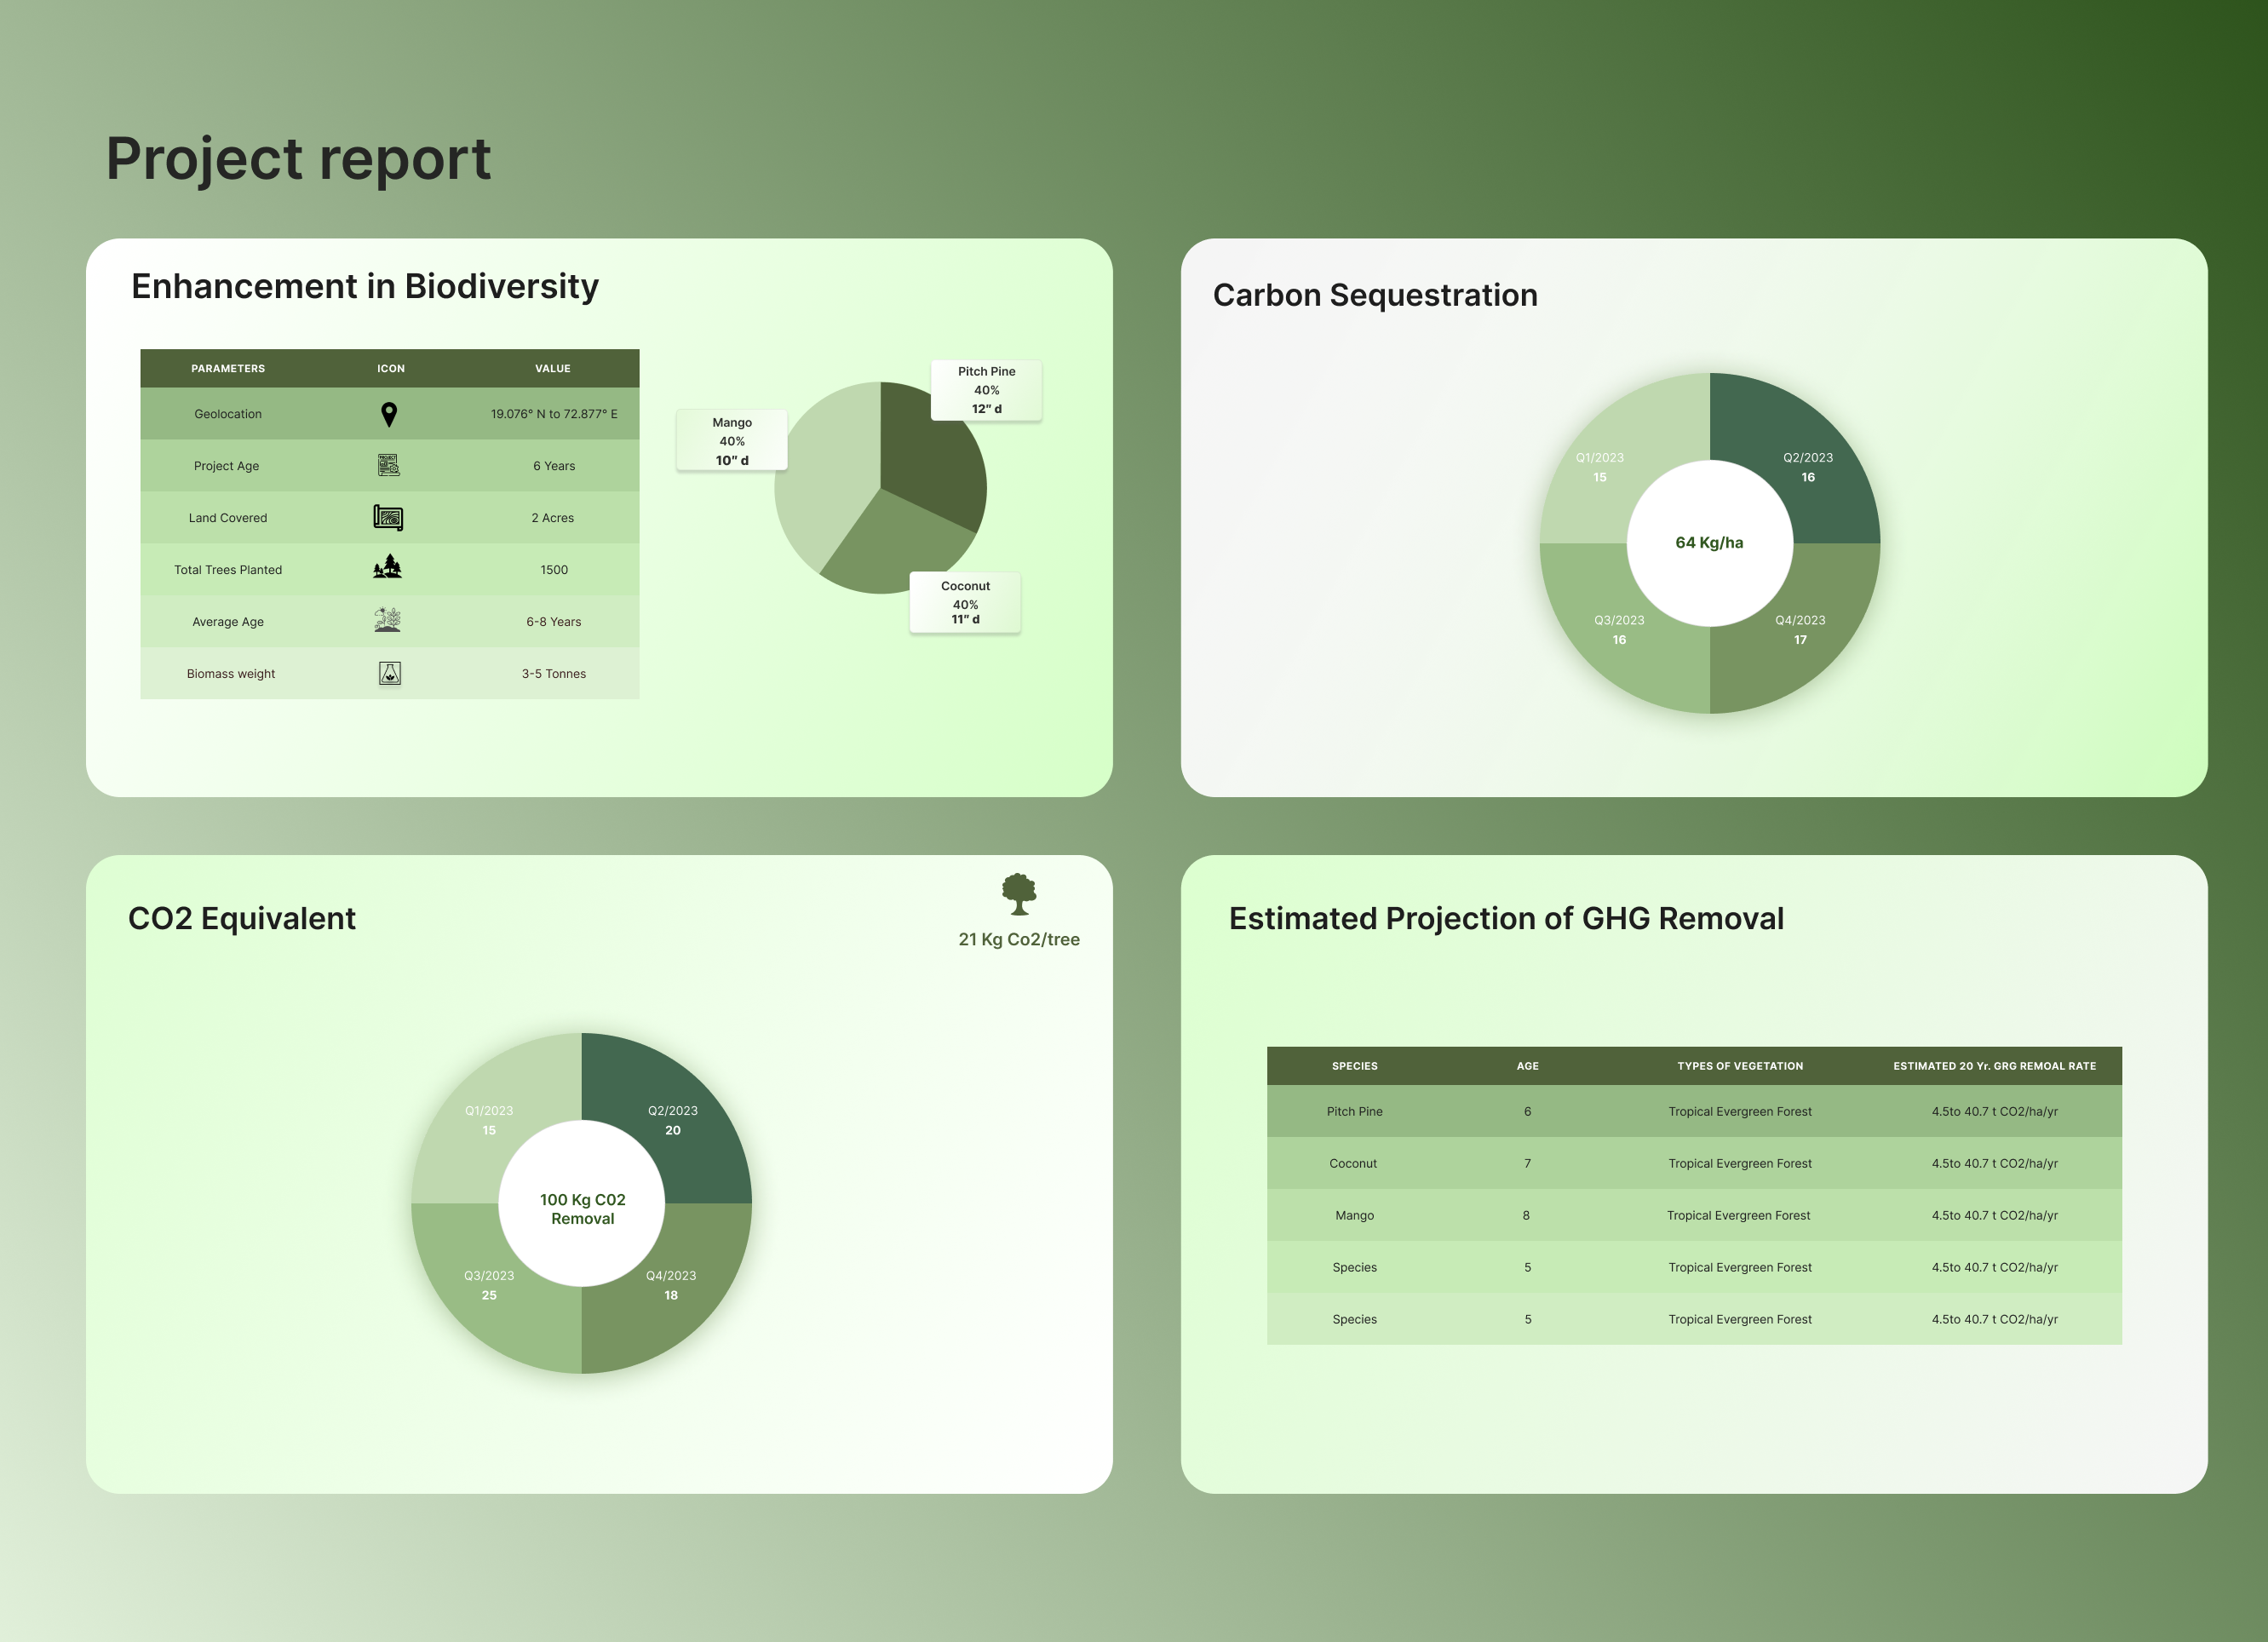 Project report
Enhancement in Biodiversity
PARAMETERS ICON VALUE
Geolocation 19.076° N to 72.877° E
Project Age 6 Years
Land Covered 2 Acres
Total Trees Planted 1500
Average Age 6-8 Years
Biomass weight 3-5 Tonnes
Pitch Pine
40%
12" d
Mango
40%
10" d
Coconut
40%
11" d
Carbon Sequestration
Q1/2023
15
Q2/2023
16
64 Kg/ha
Q3/2023
16
Q4/2023
17
CO2 Equivalent
21 Kg Co2/tree
Q1/2023
15
Q2/2023
20
100 Kg C02
Removal
Q3/2023
25
Q4/2023
18
Estimated Projection of GHG Removal
SPECIES AGE TYPES OF VEGETATION ESTIMATED 20 Yr. GRG REMOAL RATE
Pitch Pine 6 Tropical Evergreen Forest 4.5to 40.7 t CO2/ha/yr
Coconut 7 Tropical Evergreen Forest 4.5to 40.7 t CO2/ha/yr
Mango 8 Tropical Evergreen Forest 4.5to 40.7 t CO2/ha/yr
Species 5 Tropical Evergreen Forest 4.5to 40.7 t CO2/ha/yr
Species 5 Tropical Evergreen Forest 4.5to 40.7 t CO2/ha/yr